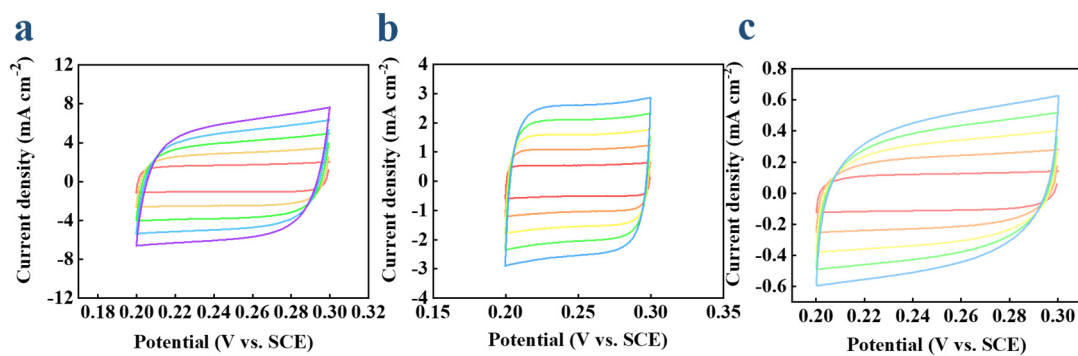 a
Current density (mA cm-2)
12
8
4
0
-4
-8
-12
0.18 0.20 0.22 0.24 0.26 0.28 0.30 0.32
Potential (V vs. SCE)
b
Current density (mA cm-2)
4
3
2
1
0
-1
-2
-3
-4
0.15 0.20 0.25 0.30 0.35
Potential (V vs. SCE)
c
Current density (mA cm-2)
0.8
0.6
0.4
0.2
0.0
-0.2
-0.4
-0.6
0.20 0.22 0.24 0.26 0.28 0.30
Potential (V vs. SCE)